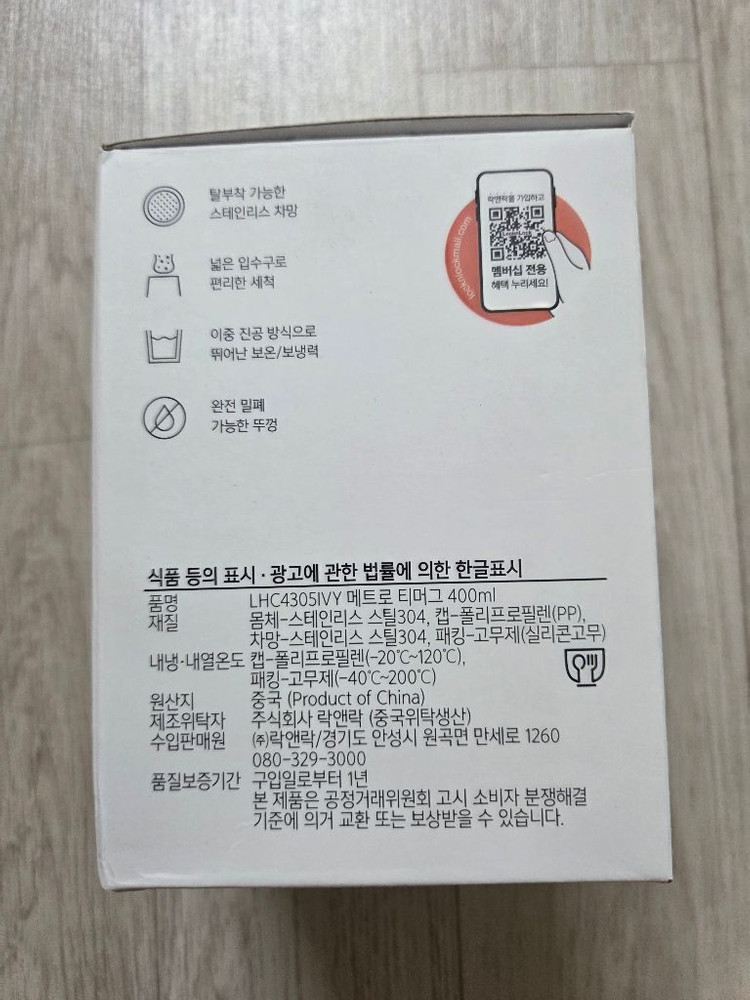 탈부착 가능한
스테인리스 차망
넓은 입수구로
편리한 세척
이중 진공 방식으로
뛰어난 보온/보냉력
완전 밀폐
가능한 뚜껑
락앤락몰 가입하고
LocknLock
멤버십 전용
혜택 누리세요!
locknlockmall.com
식품 등의 표시·광고에 관한 법률에 의한 한글표시
품명 LHC4305IVY 메트로 티머그 400ml
재질 몸체-스테인리스 스틸304, 캡-폴리프로필렌(PP),
차망-스테인리스 스틸304, 패킹-고무제(실리콘고무)
내냉·내열온도 캡-폴리프로필렌(-20℃~120℃),
패킹-고무제(-40℃~200℃)
원산지 중국 (Product of China)
제조위탁자 주식회사 락앤락 (중국위탁생산)
수입판매원 ㈜락앤락/경기도 안성시 원곡면 만세로 1260
080-329-3000
품질보증기간 구입일로부터 1년
본 제품은 공정거래위원회 고시 소비자 분쟁해결
기준에 의거 교환 또는 보상받을 수 있습니다.